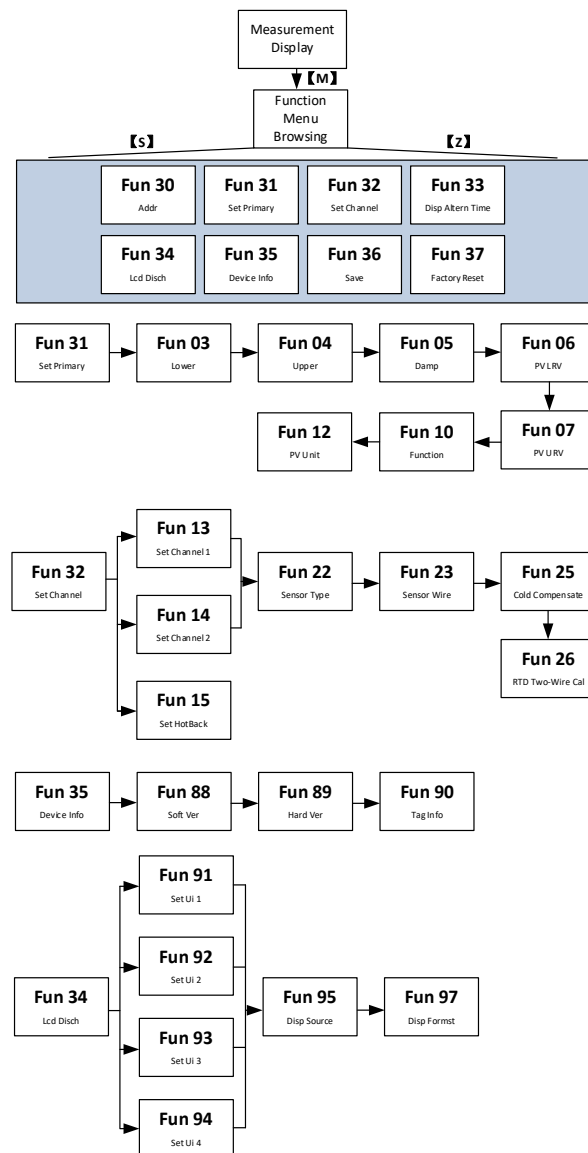 Measurement
Display
【M】
Function
Menu
Browsing
【S】
【Z】
Fun 30
Addr
Fun 31
Set Primary
Fun 32
Set Channel
Fun 33
Disp Altern Time
Fun 34
Lcd Disch
Fun 35
Device Info
Fun 36
Save
Fun 37
Factory Reset
Fun 31
Set Primary
Fun 03
Lower
Fun 04
Upper
Fun 05
Damp
Fun 06
PV LRV
Fun 12
PV Unit
Fun 10
Function
Fun 07
PV URV
Fun 32
Set Channel
Fun 13
Set Channel 1
Fun 14
Set Channel 2
Fun 15
Set HotBack
Fun 22
Sensor Type
Fun 23
Sensor Wire
Fun 25
Cold Compensate
Fun 26
RTD Two-Wire Cal
Fun 35
Device Info
Fun 88
Soft Ver
Fun 89
Hard Ver
Fun 90
Tag Info
Fun 34
Lcd Disch
Fun 91
Set Ui 1
Fun 92
Set Ui 2
Fun 93
Set Ui 3
Fun 94
Set Ui 4
Fun 95
Disp Source
Fun 97
Disp Formst